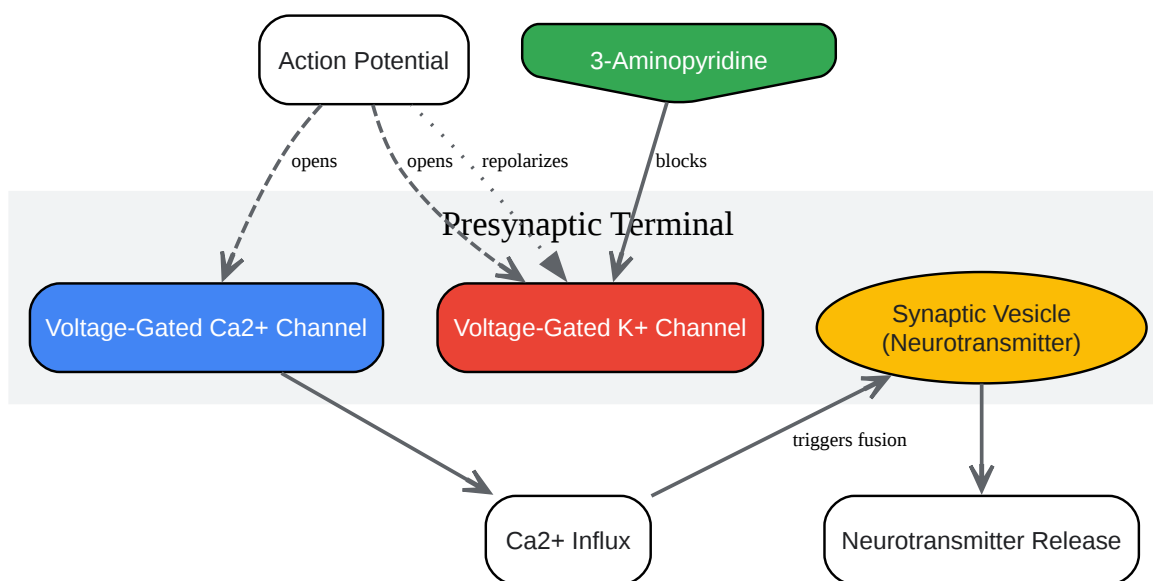 Action Potential
3-Aminopyridine
opens
opens
repolarizes
blocks
Presynaptic Terminal
Voltage-Gated Ca2+ Channel
Voltage-Gated K+ Channel
Synaptic Vesicle
(Neurotransmitter)
triggers fusion
Ca2+ Influx
Neurotransmitter Release